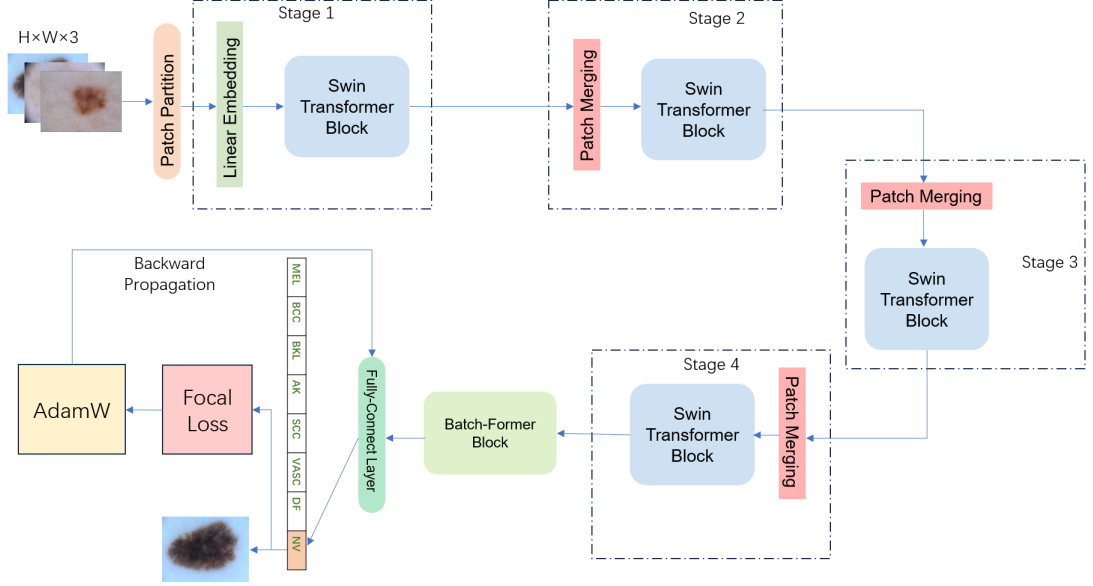 H×W×3
Patch Partition
Stage 1
Linear Embedding
Swin
Transformer
Block
Stage 2
Patch Merging
Swin
Transformer
Block
Patch Merging
Swin
Transformer
Block
Stage 3
Stage 4
Patch Merging
Swin
Transformer
Block
Batch-Former
Block
Fully-Connect Layer
MEL
BCC
BKL
AK
SCC
VASC
DF
NV
Focal
Loss
AdamW
Backward
Propagation